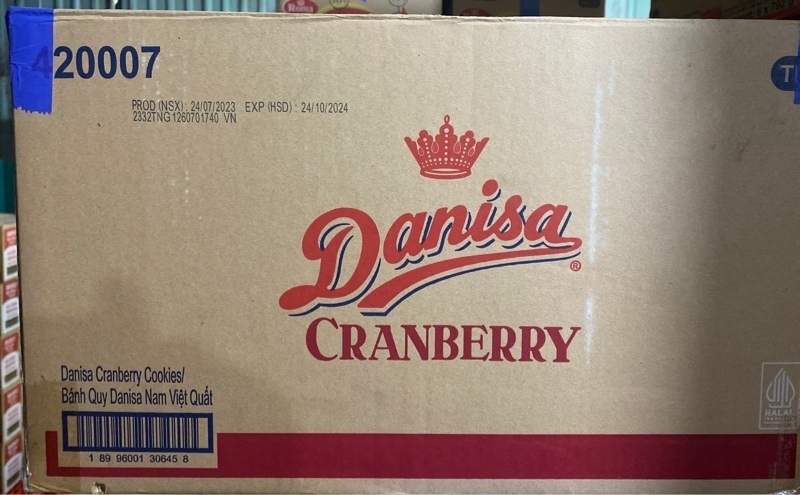 420007
PROD (NSX) : 24/07/2023 EXP (HSD) : 24/10/2024
2332TNG1260701740 VN
Danisa
®
CRANBERRY
Danisa Cranberry Cookies/
Bánh Quy Danisa Nam Việt Quất
1 89 96001 30645 8
HALAL